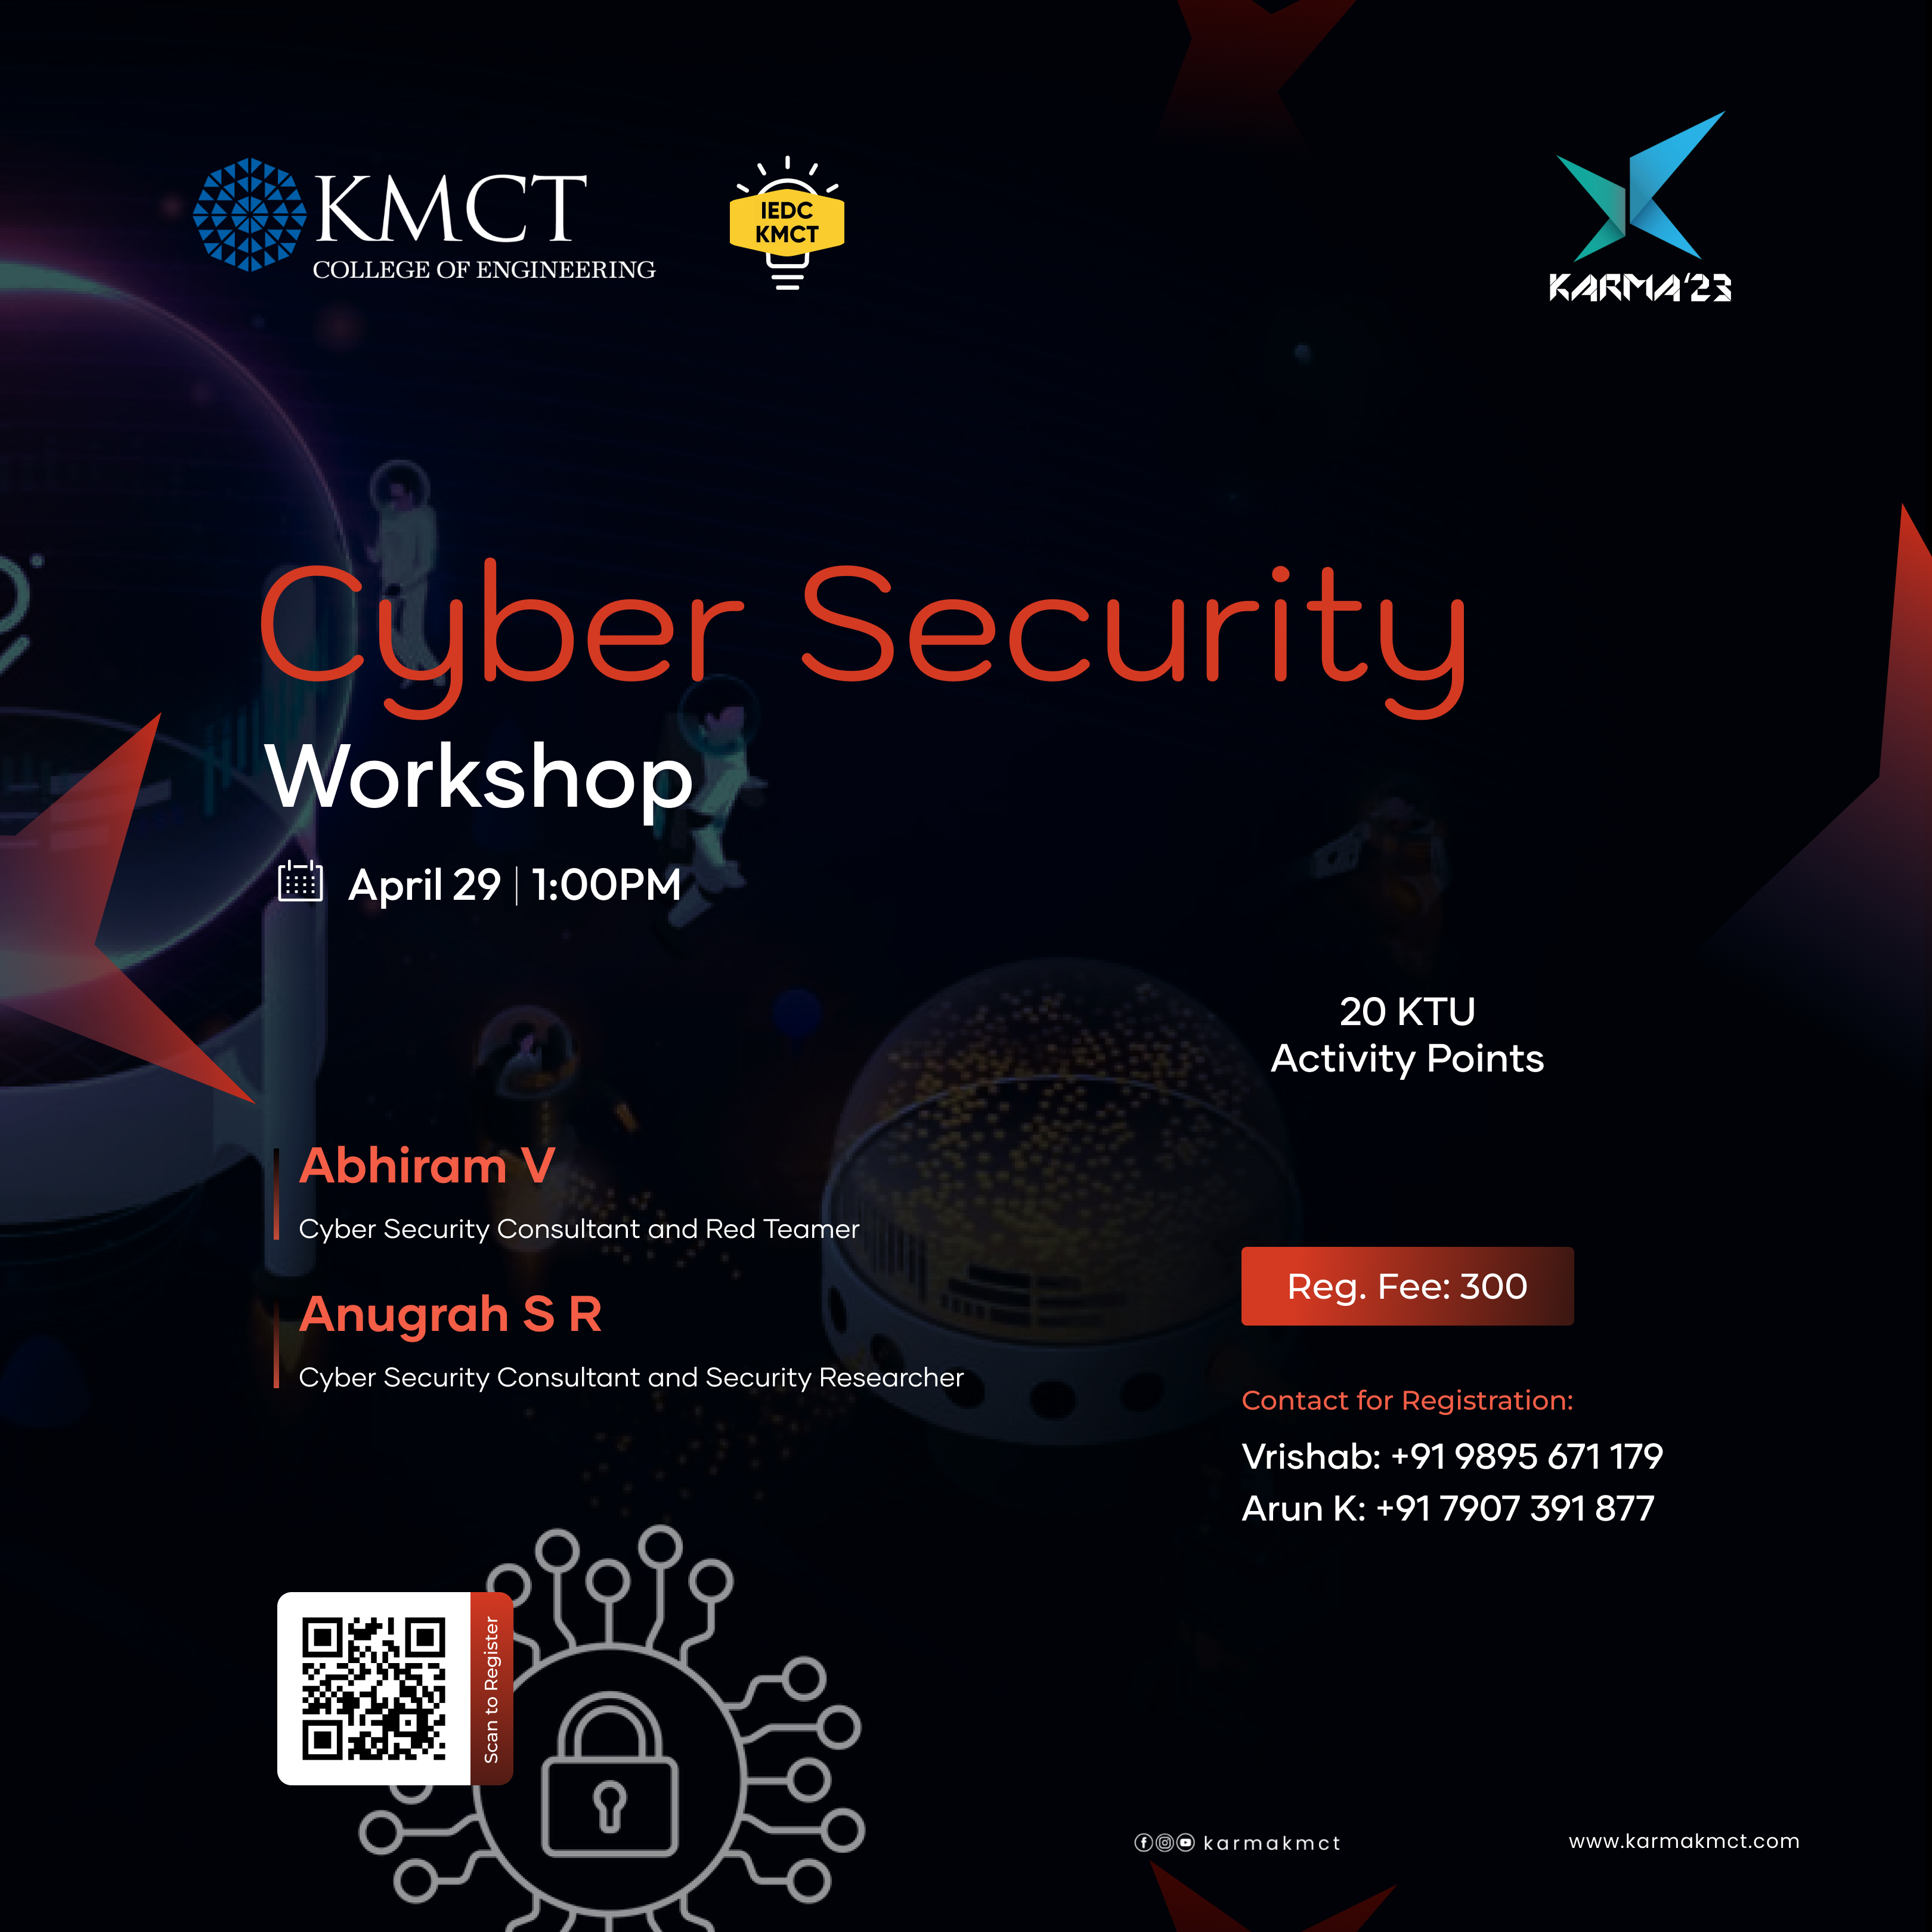 KMCT
COLLEGE OF ENGINEERING
IEDC
KMCT
KARMA'23
Cyber Security
Workshop
April 29 | 1:00PM
20 KTU
Activity Points
Abhiram V
Cyber Security Consultant and Red Teamer
Anugrah S R
Cyber Security Consultant and Security Researcher
Reg. Fee: 300
Contact for Registration:
Vrishab: +91 9895 671 179
Arun K: +91 7907 391 877
Scan to Register
karmakmct
www.karmakmct.com